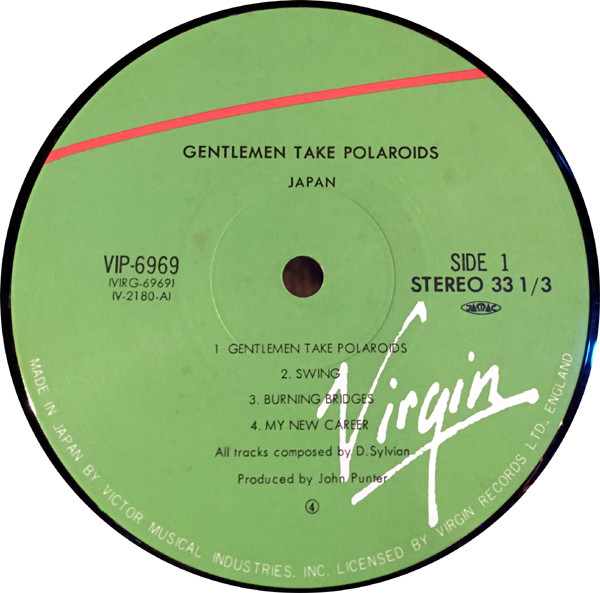 GENTLEMEN TAKE POLAROIDS
JAPAN
VIP-6969
(VIRG-6969)
(V-2180-A)
SIDE 1
STEREO 33 1/3
JASRAC
1 GENTLEMEN TAKE POLAROIDS
2. SWING
3. BURNING BRIDGES
4. MY NEW CAREER
All tracks composed by D. Sylvian
Produced by John Punter
④
Virgin
MADE IN JAPAN BY VICTOR MUSICAL INDUSTRIES, INC. LICENSED BY VIRGIN RECORDS LTD. ENGLAND